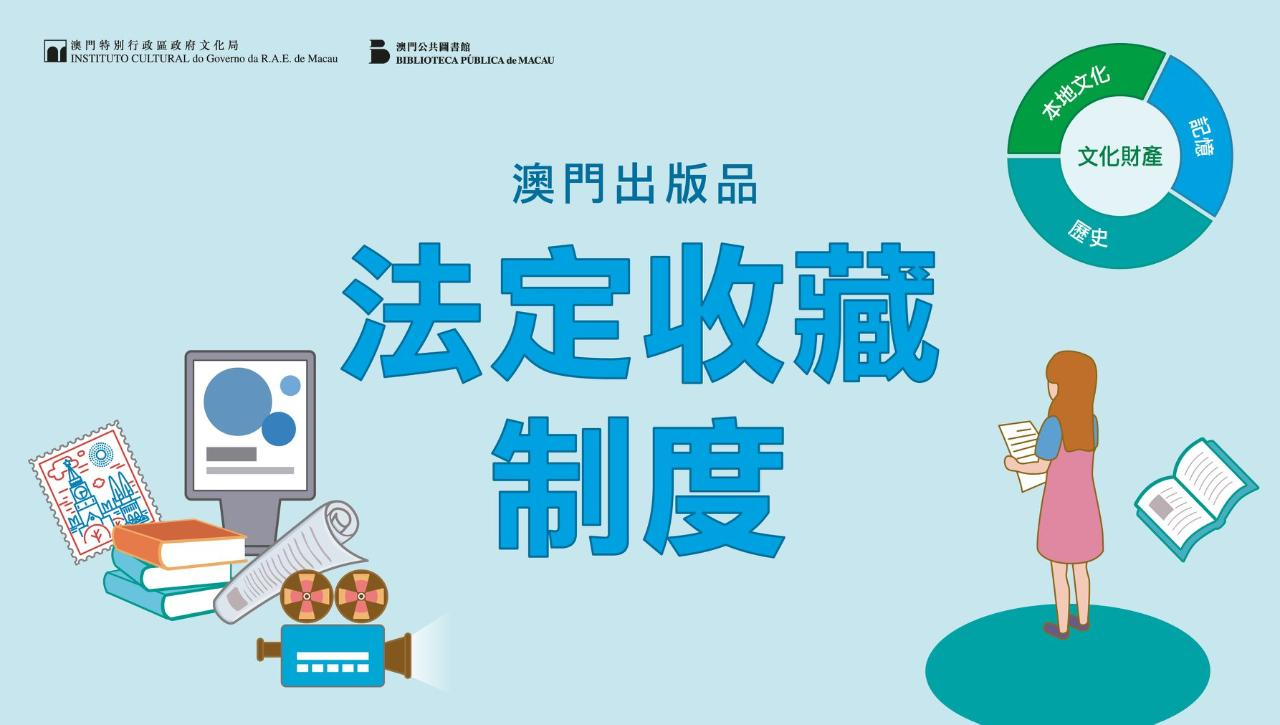 澳門特別行政區政府文化局
INSTITUTO CULTURAL do Governo da R.A.E. de Macau
澳門公共圖書館
BIBLIOTECA PÚBLICA de MACAU
本地文化
記憶
文化財產
歷史
澳門出版品
法定收藏
制度